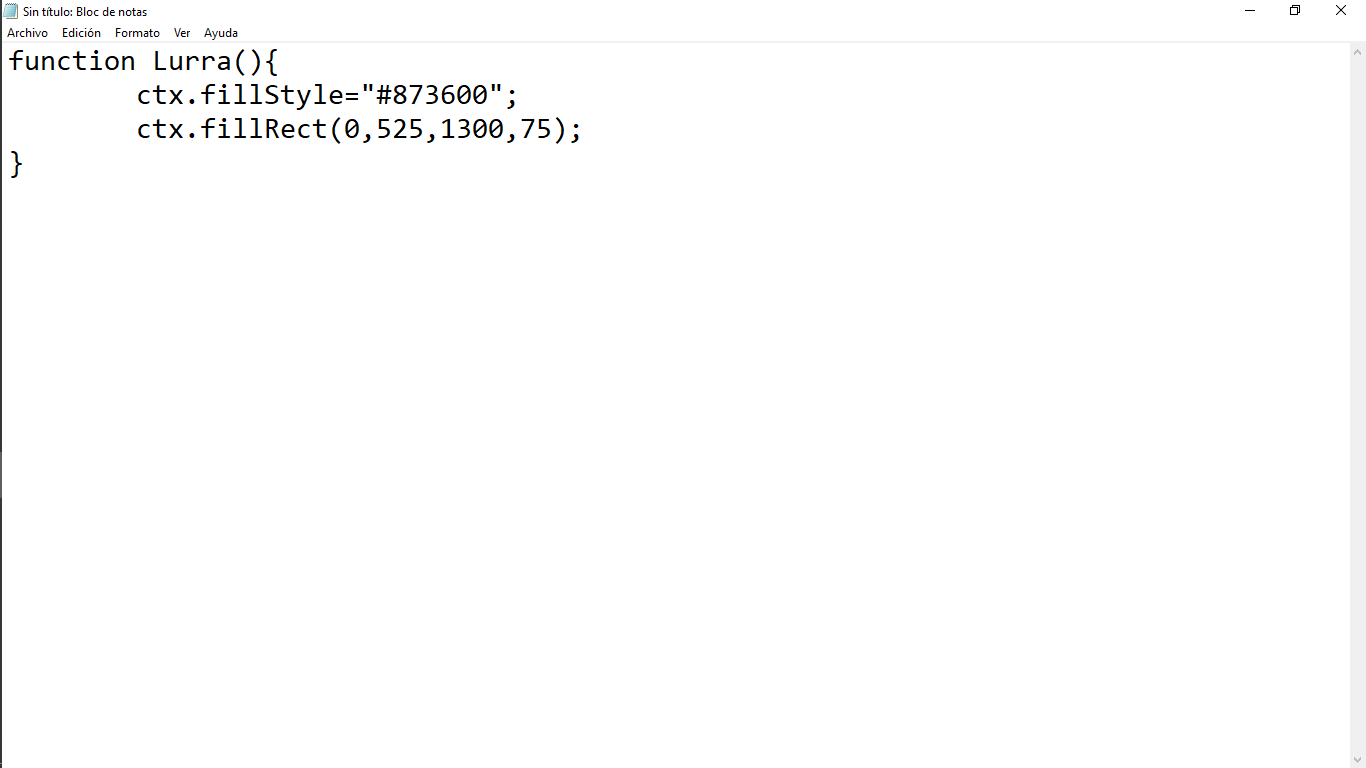 Sin título: Bloc de notas
Archivo Edición Formato Ver Ayuda
function Lurra(){
        ctx.fillStyle="#873600";
        ctx.fillRect(0,525,1300,75);
}